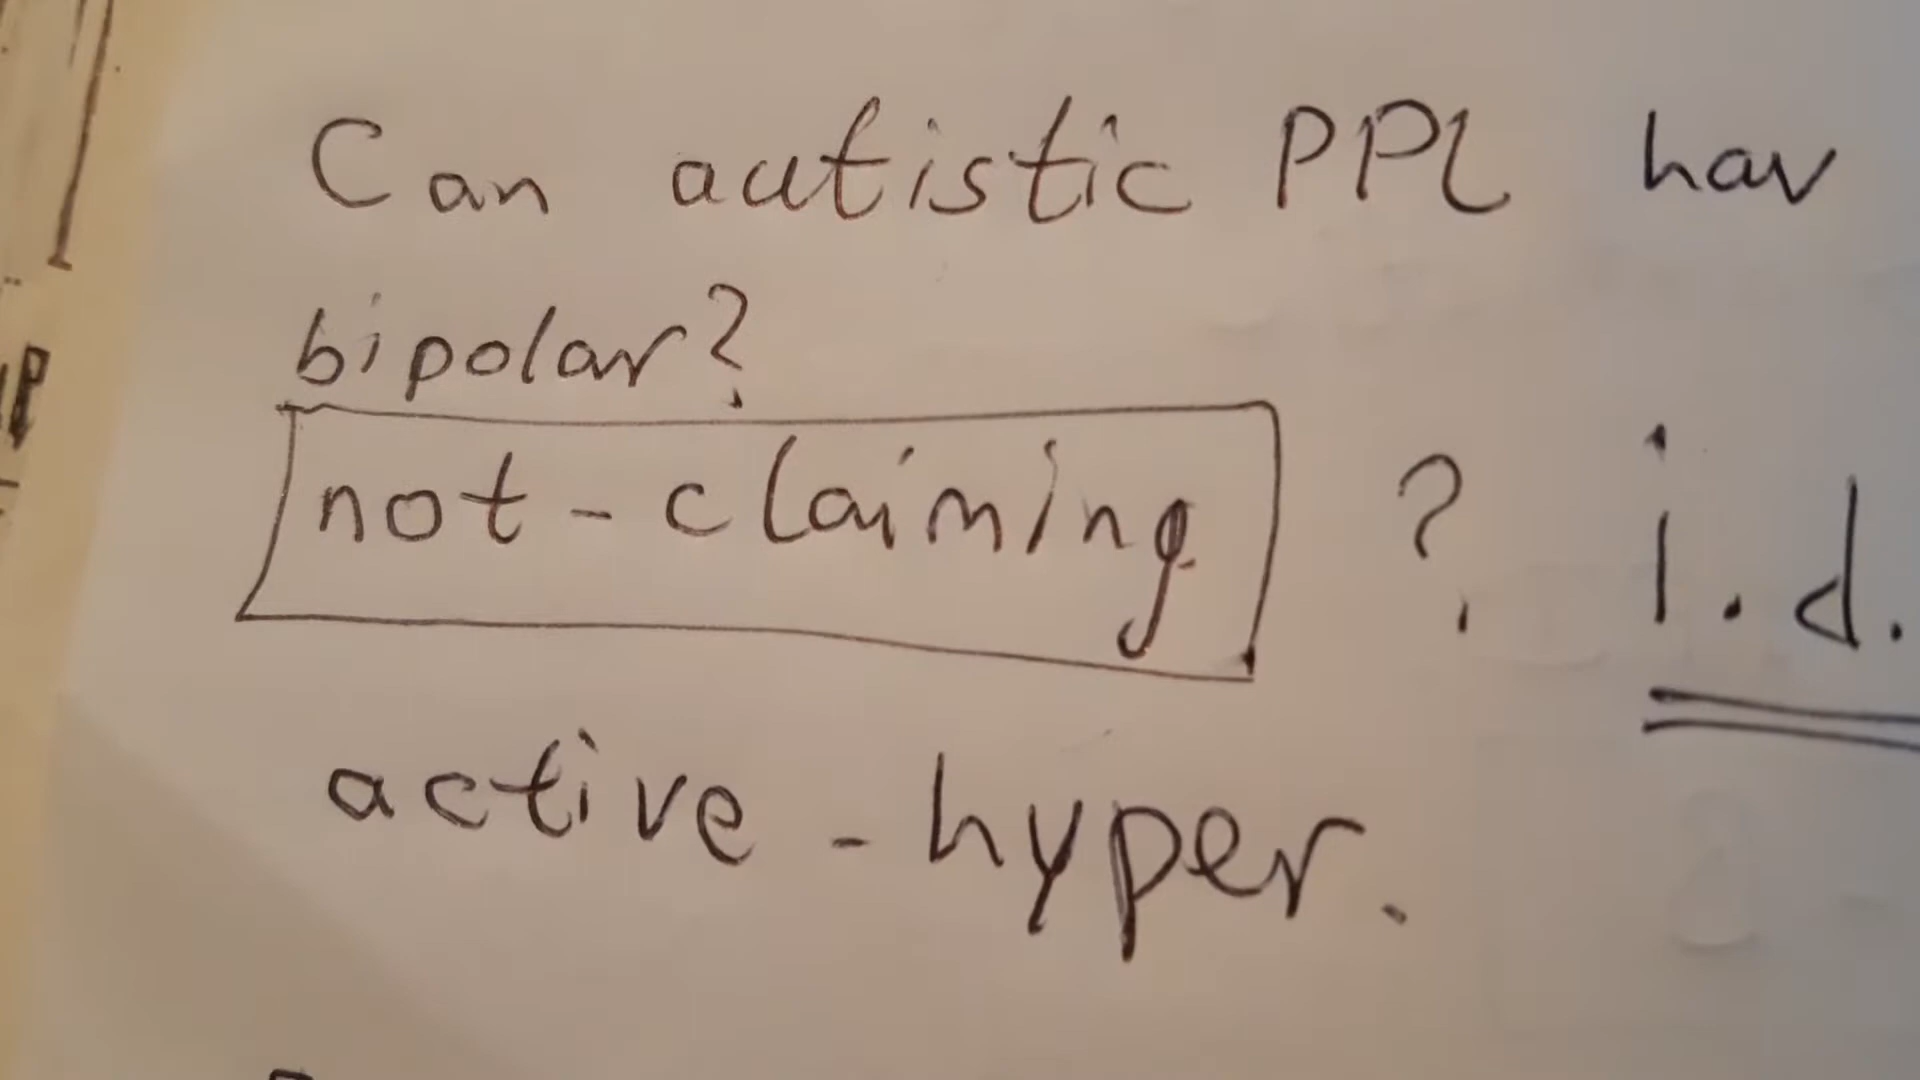 Can autistic PPL hav
bipolar?
not-claiming ? i.d.
active-hyper.